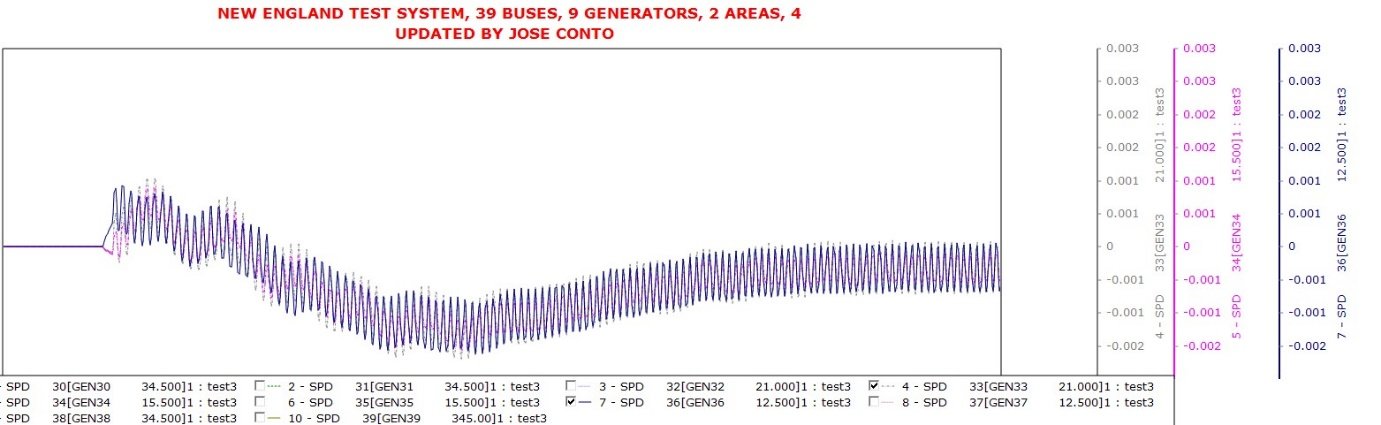 NEW ENGLAND TEST SYSTEM, 39 BUSES, 9 GENERATORS, 2 AREAS, 4
UPDATED BY JOSE CONTO
0.003 0.003 0.003
0.003 0.003 0.003
0.002 0.002 0.002
0.002 0.002 0.002
0.001 0.001 0.001
0.001 0.001 0.001
0 0 0
-0.001 -0.001 -0.001
-0.001 -0.001 -0.001
-0.002 -0.002 -0.002
4 - SPD 33[GEN33 21.000]1 : test3
5 - SPD 34[GEN34 15.500]1 : test3
7 - SPD 36[GEN36 12.500]1 : test3
- SPD 30[GEN30 34.500]1 : test3 2 - SPD 31[GEN31 34.500]1 : test3 3 - SPD 32[GEN32 21.000]1 : test3 4 - SPD 33[GEN33 21.000]1 : test3
- SPD 34[GEN34 15.500]1 : test3 6 - SPD 35[GEN35 15.500]1 : test3 7 - SPD 36[GEN36 12.500]1 : test3 8 - SPD 37[GEN37 12.500]1 : test3
- SPD 38[GEN38 34.500]1 : test3 10 - SPD 39[GEN39 345.00]1 : test3